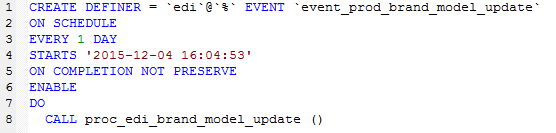 1 CREATE DEFINER = `edi`@`%` EVENT `event_prod_brand_model_update`
2 ON SCHEDULE
3 EVERY 1 DAY
4 STARTS '2015-12-04 16:04:53'
5 ON COMPLETION NOT PRESERVE
6 ENABLE
7 DO
8 CALL proc_edi_brand_model_update ()